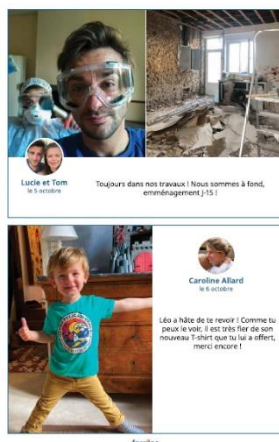 Lucie et Tom
le 5 octobre
Toujours dans nos travaux ! Nous sommes à fond,
emménagement J-15 !
Caroline Allard
le 6 octobre
Léo a hâte de te revoir ! Comme tu
peux le voir, il est très fier de son
nouveau T-shirt que tu lui a offert,
merci encore !